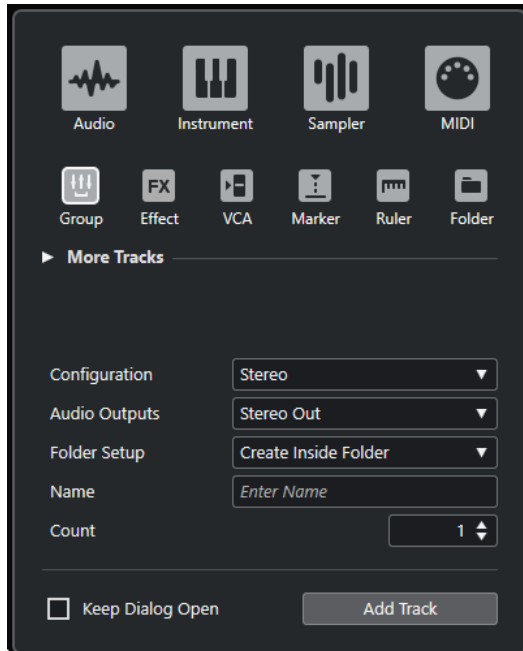 Audio Instrument Sampler MIDI
FX
Group Effect VCA Marker Ruler Folder
More Tracks
Configuration Stereo
Audio Outputs Stereo Out
Folder Setup Create Inside Folder
Name Enter Name
Count 1
Keep Dialog Open Add Track